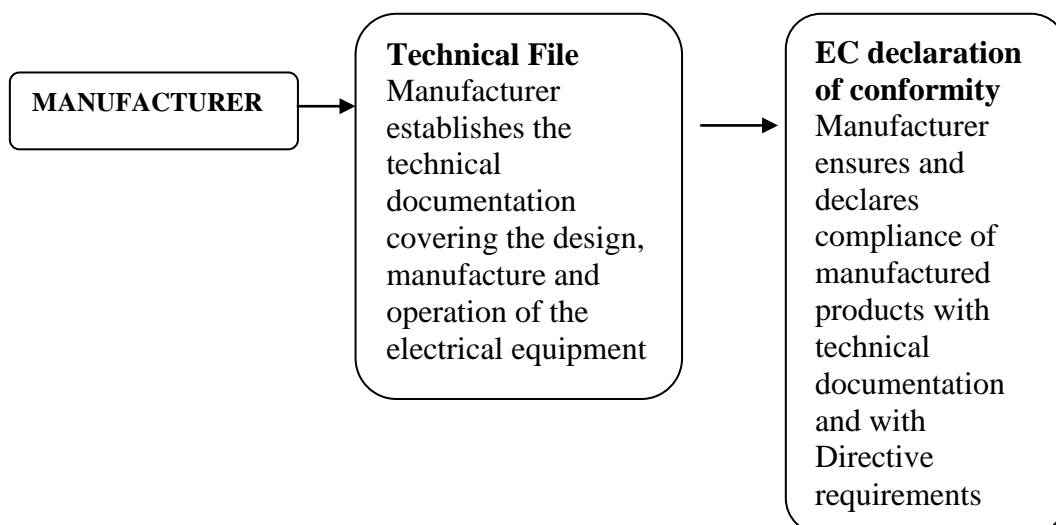 MANUFACTURER
Technical File
Manufacturer
establishes the
technical
documentation
covering the design,
manufacture and
operation of the
electrical equipment
EC declaration
of conformity
Manufacturer
ensures and
declares
compliance of
manufactured
products with
technical
documentation
and with
Directive
requirements